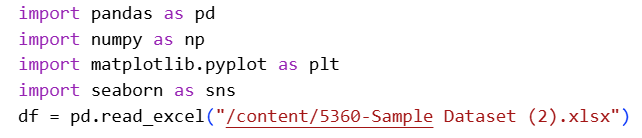 import pandas as pd
import numpy as np
import matplotlib.pyplot as plt
import seaborn as sns
df = pd.read_excel("/content/5360-Sample Dataset (2).xlsx")